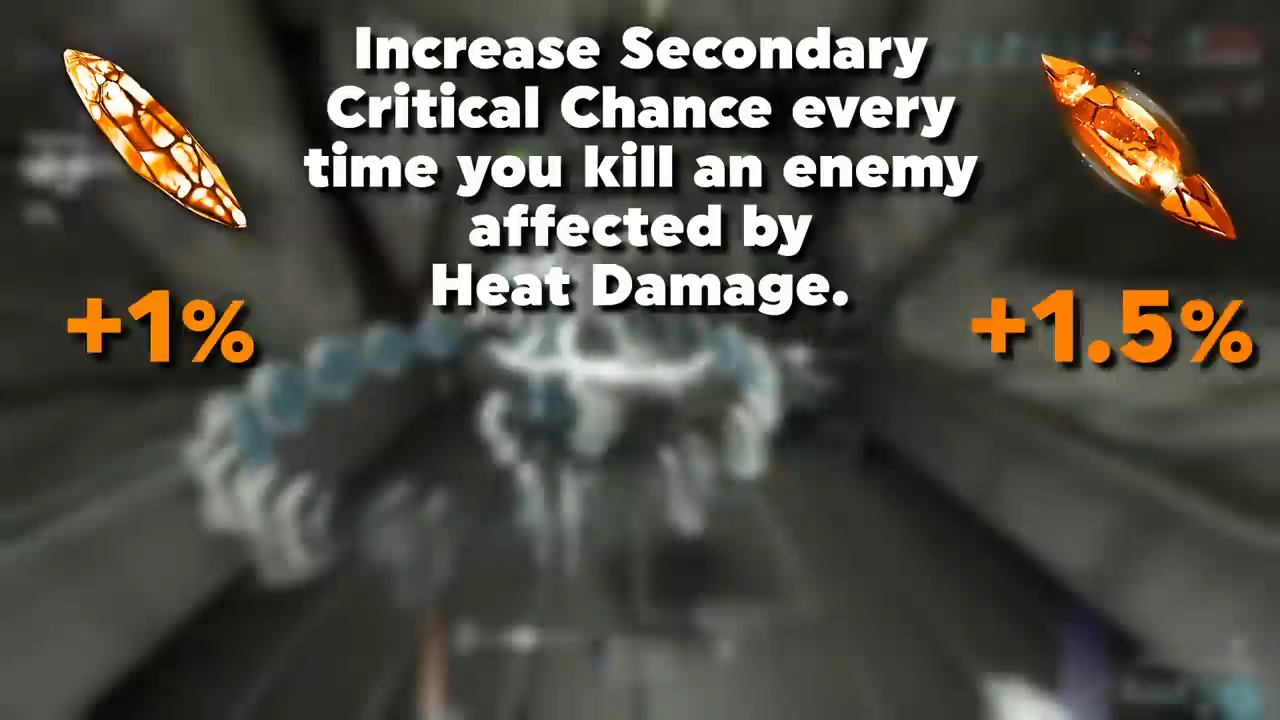 Increase Secondary
Critical Chance every
time you kill an enemy
affected by
Heat Damage.
+1%
+1.5%